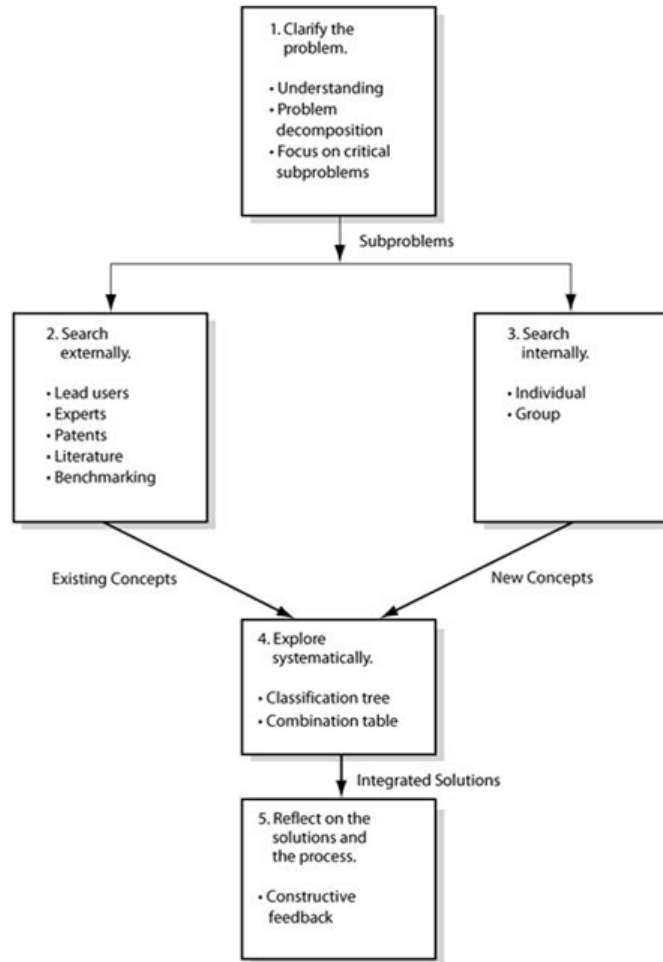 1. Clarify the
problem.
• Understanding
• Problem
decomposition
• Focus on critical
subproblems
Subproblems
2. Search
externally.
• Lead users
• Experts
• Patents
• Literature
• Benchmarking
3. Search
internally.
• Individual
• Group
Existing Concepts
New Concepts
4. Explore
systematically.
• Classification tree
• Combination table
Integrated Solutions
5. Reflect on the
solutions and
the process.
• Constructive
feedback